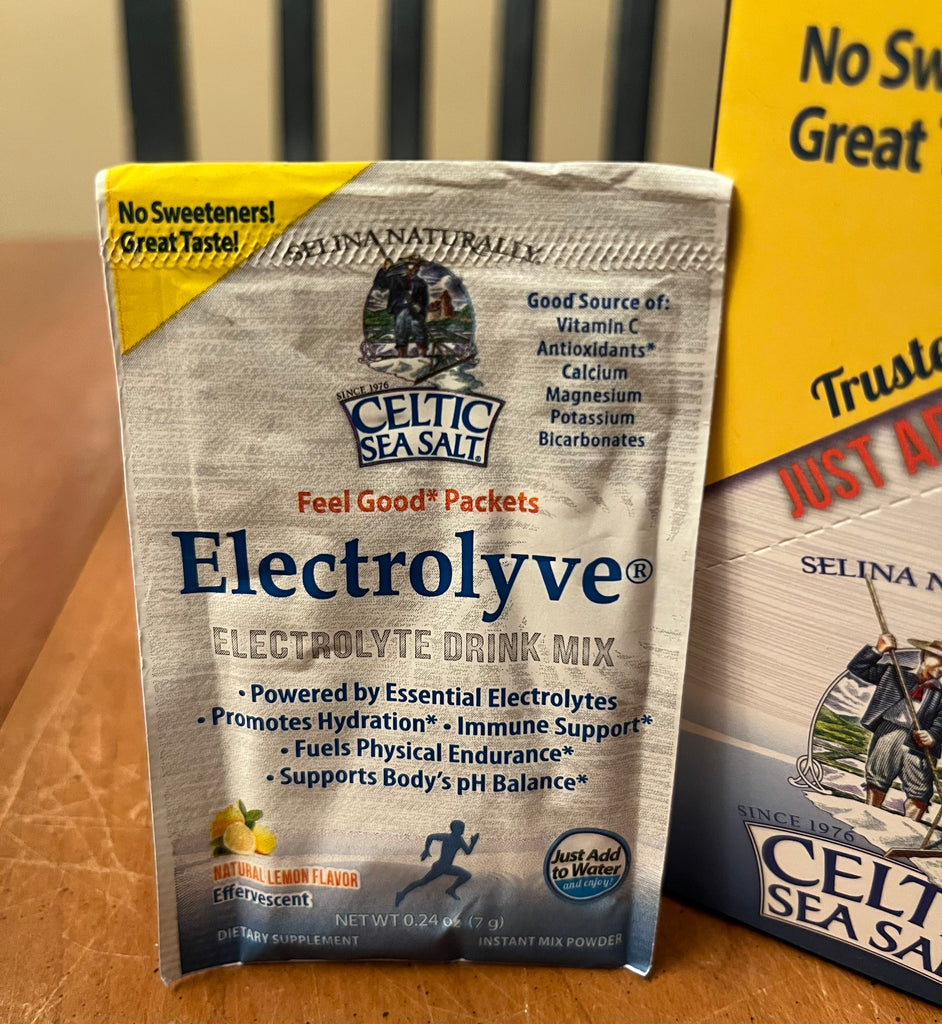 No Sweeteners!
Great Taste!
SELINA NATURALLY
SINCE 1976
CELTIC
SEA SALT®
Good Source of:
Vitamin C
Antioxidants*
Calcium
Magnesium
Potassium
Bicarbonates
Feel Good* Packets
Electrolyve®
ELECTROLYTE DRINK MIX
• Powered by Essential Electrolytes
• Promotes Hydration* • Immune Support*
• Fuels Physical Endurance*
• Supports Body's pH Balance*
NATURAL LEMON FLAVOR
Effervescent
Just Add
to Water
and enjoy!
NET WT 0.24 oz (7 g)
DIETARY SUPPLEMENT
INSTANT MIX POWDER
No Sw
Great
JUST
SELINA
SINCE 1976
CELT
SEA SA